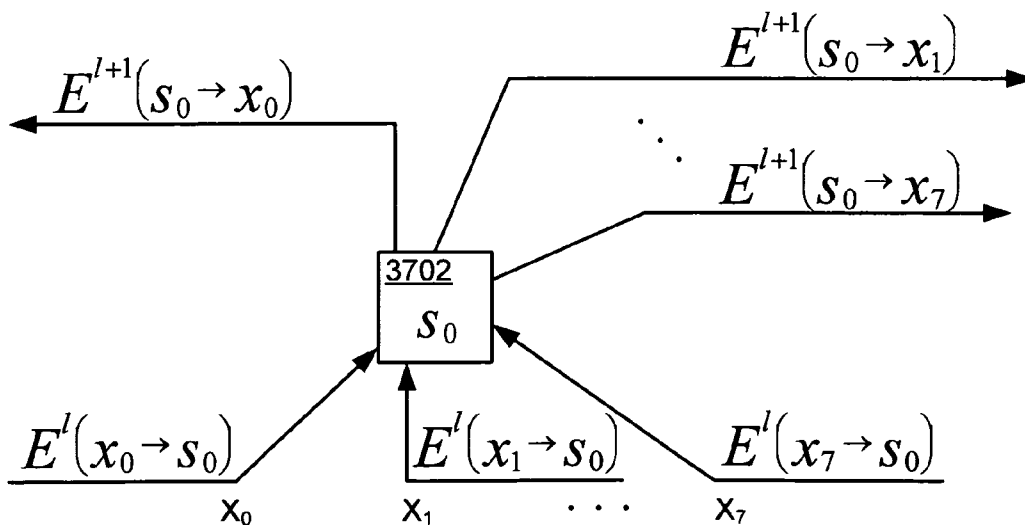 E^{l+1}(s_0 → x_1)
E^{l+1}(s_0 → x_0)
⋱
E^{l+1}(s_0 → x_7)
3702
s_0
E^l(x_0 → s_0) E^l(x_1 → s_0) E^l(x_7 → s_0)
x_0 x_1 · · · x_7